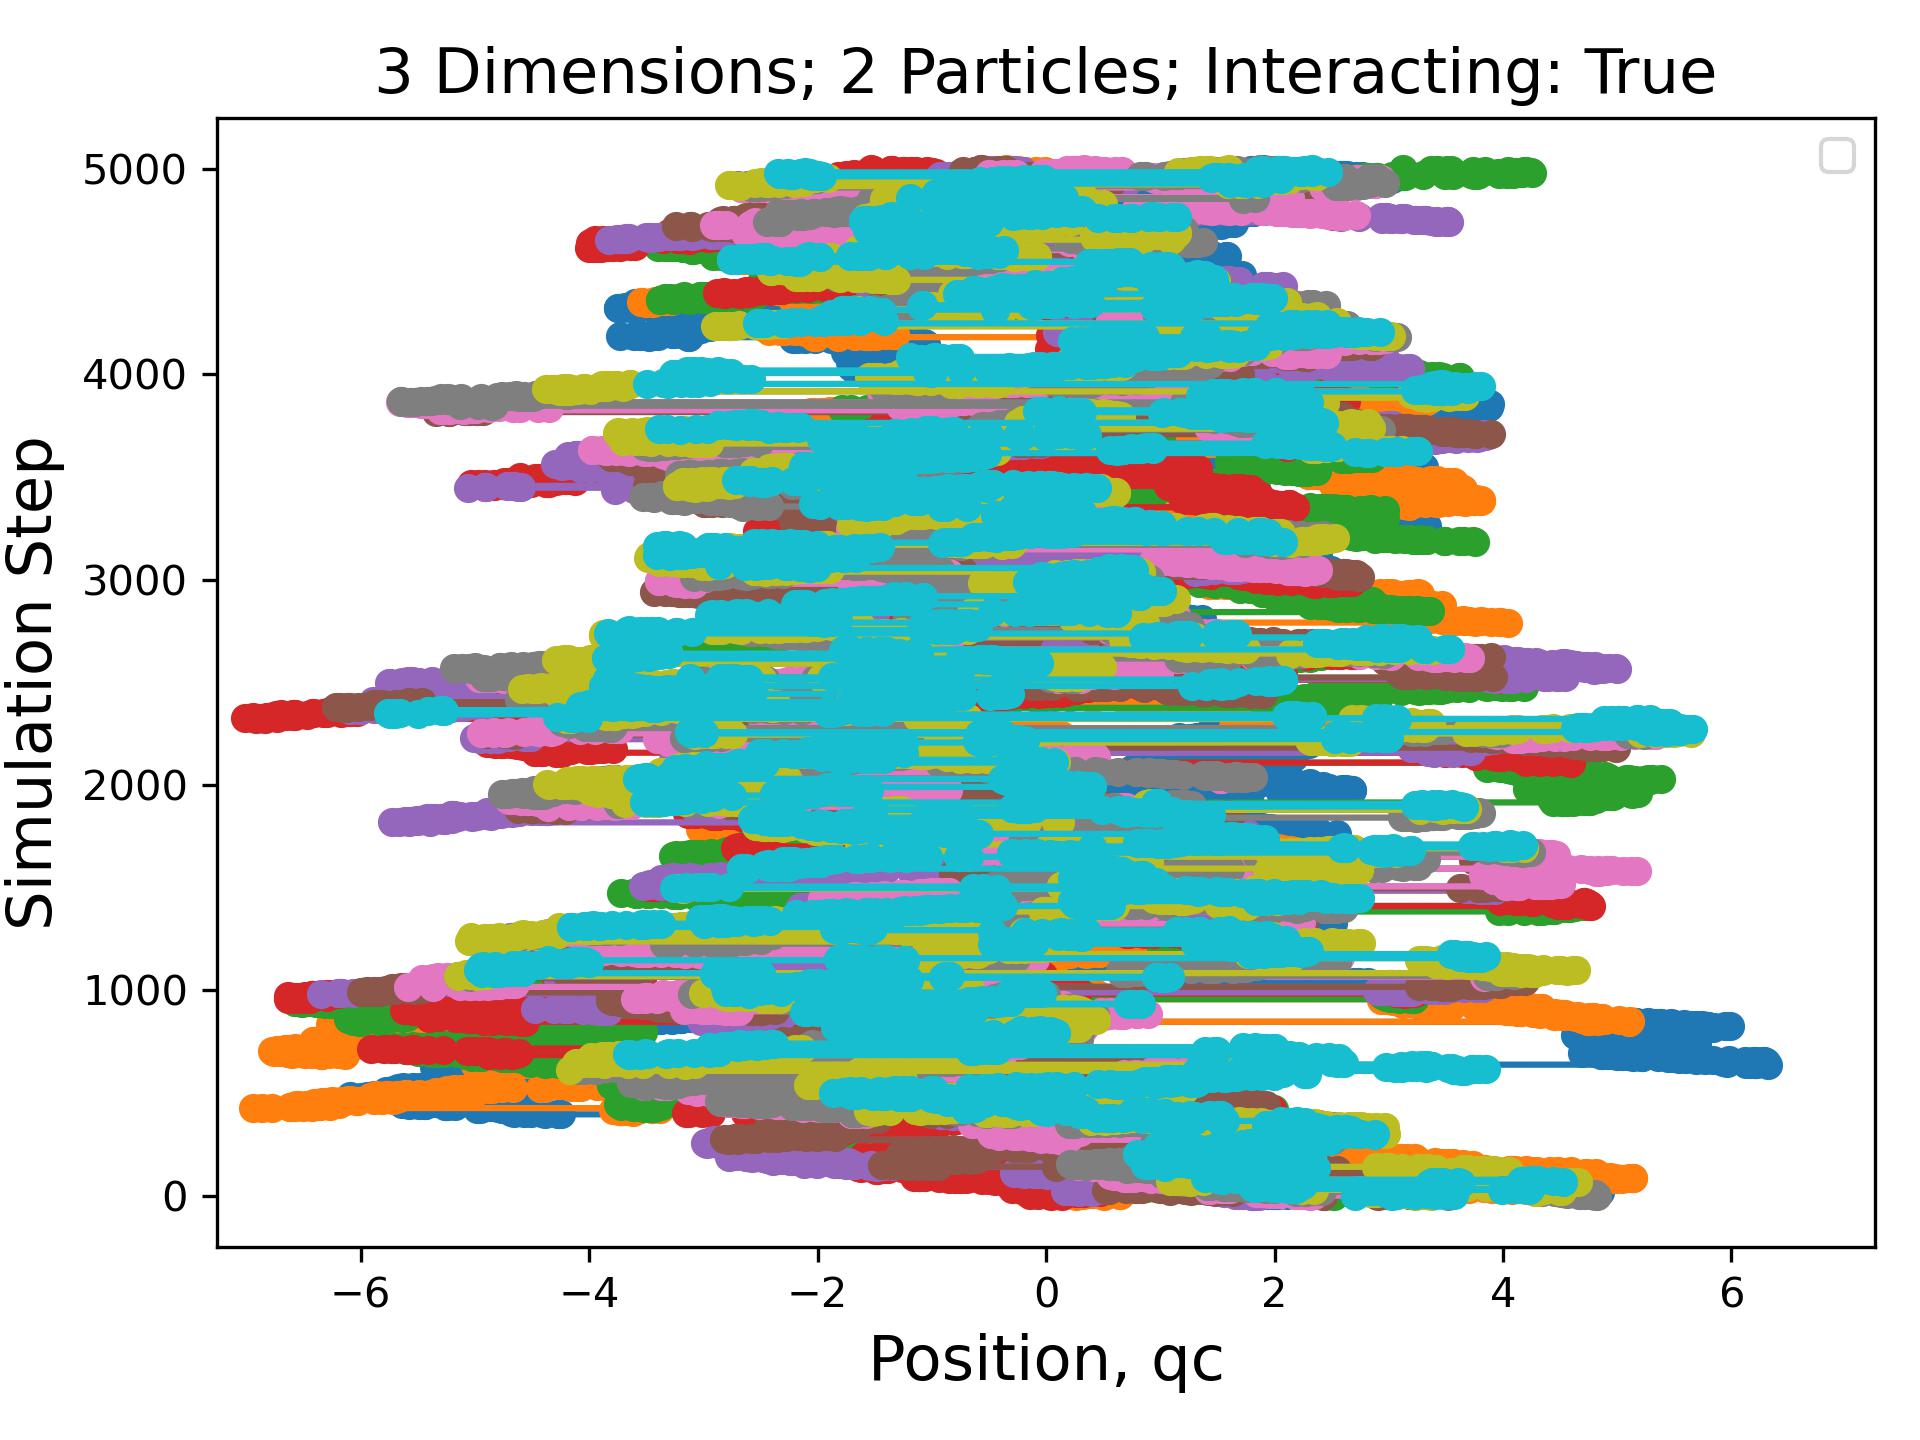 3 Dimensions; 2 Particles; Interacting: True
Simulation Step
5000
4000
3000
2000
1000
0
−6 −4 −2 0 2 4 6
Position, qc